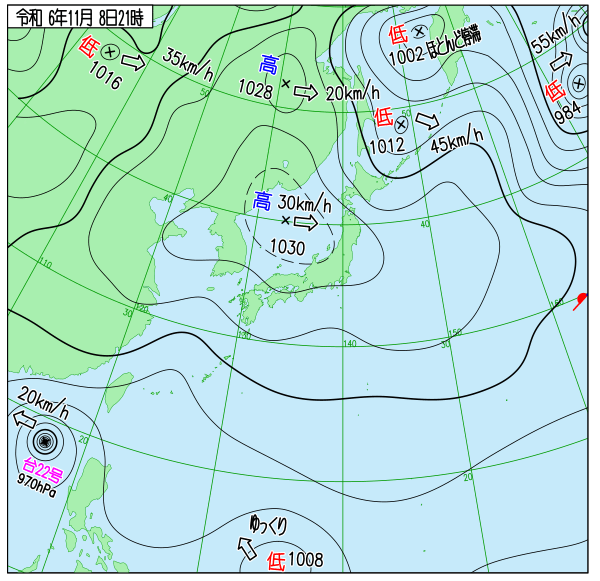 令和 6年11月 8日21時
低
1016
35km/h
高
1028
20km/h
低
1002 ほとんど停滞
55km/h
低
984
低
1012
45km/h
高
30km/h
1030
50
50
40
40
110
120
30
130
140
150
30
160
20km/h
台22号
970hPa
20
20
ゆっくり
低 1008